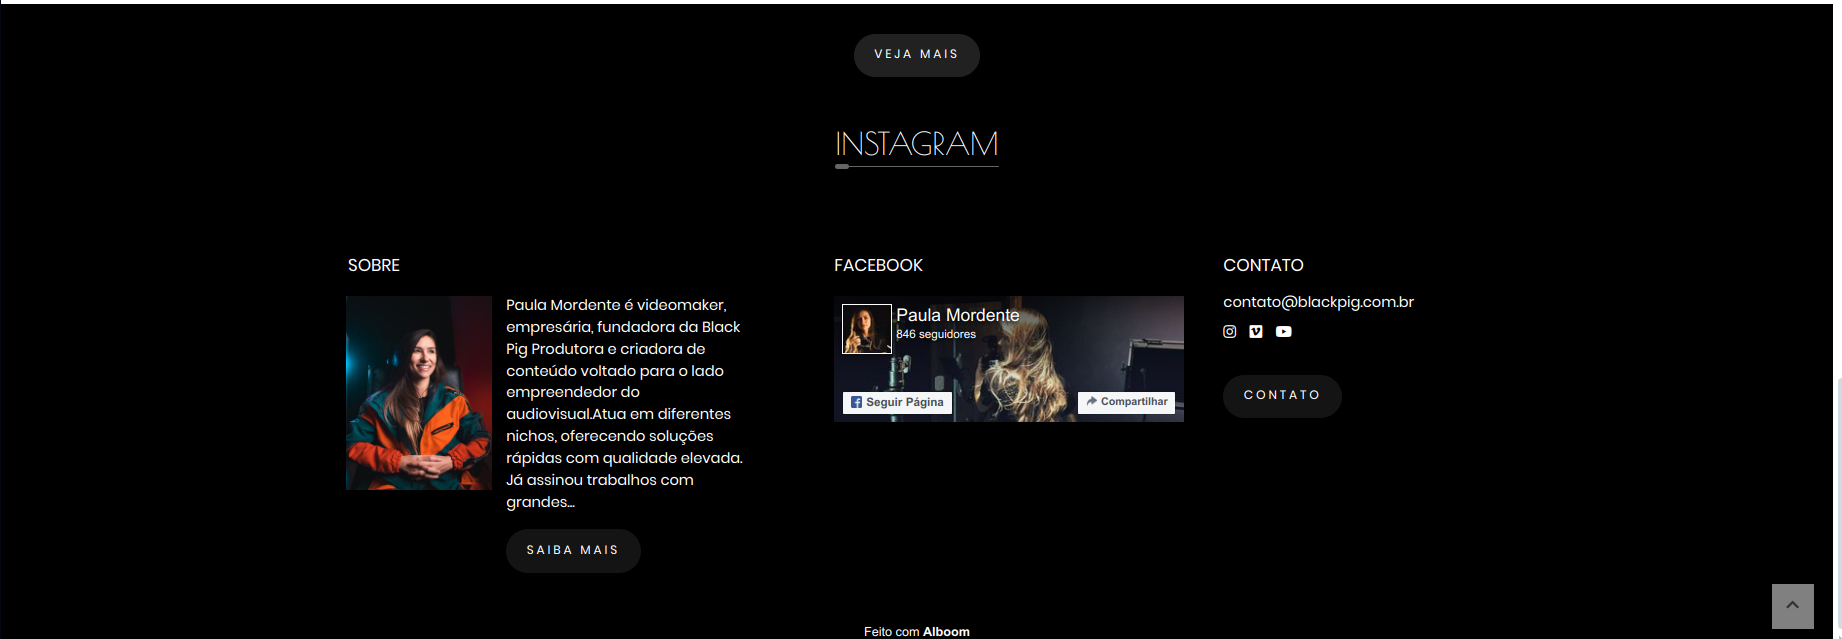 VEJA MAIS
INSTAGRAM
SOBRE
Paula Mordente é videomaker,
empresária, fundadora da Black
Pig Produtora e criadora de
conteúdo voltado para o lado
empreendedor do
audiovisual.Atua em diferentes
nichos, oferecendo soluções
rápidas com qualidade elevada.
Já assinou trabalhos com
grandes...
SAIBA MAIS
FACEBOOK
Paula Mordente
846 seguidores
Seguir Página
Compartilhar
CONTATO
contato@blackpig.com.br
CONTATO
Feito com Alboom